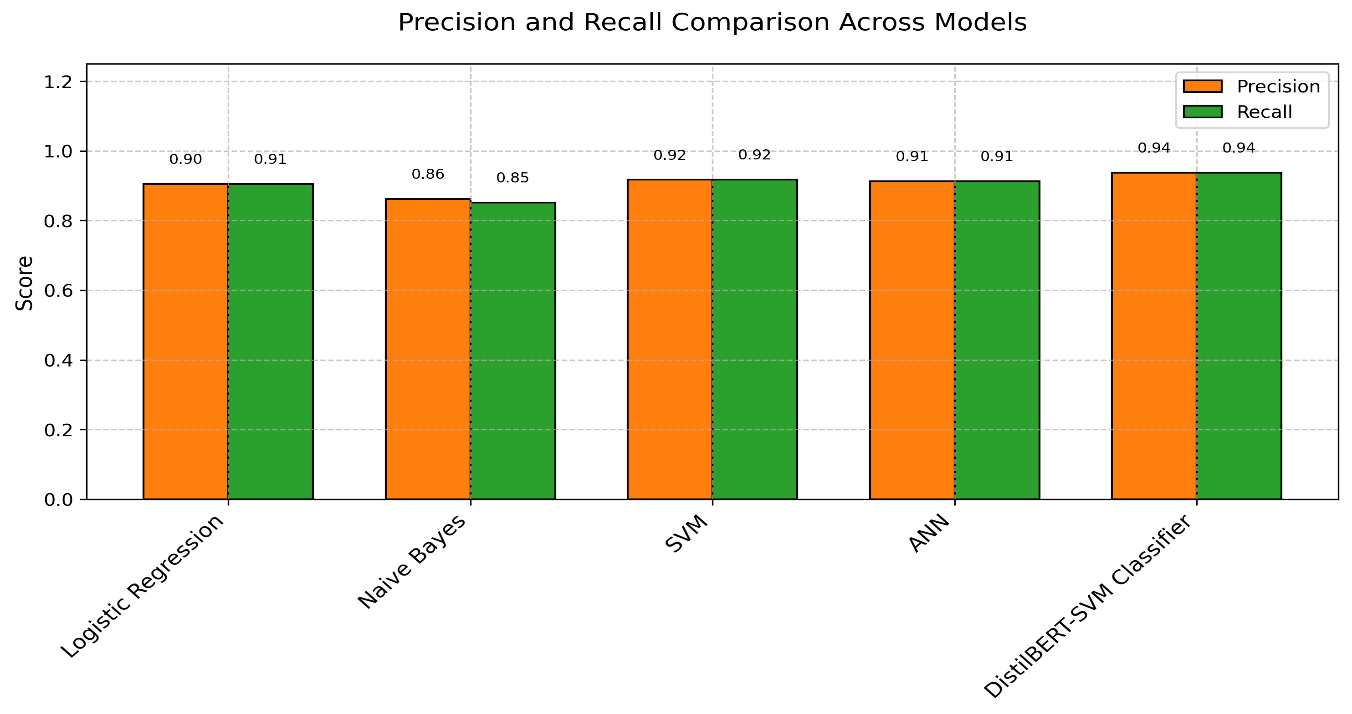 Precision and Recall Comparison Across Models
Precision
Recall
Score
1.2
1.0
0.8
0.6
0.4
0.2
0.0
0.90 0.91 0.86 0.85 0.92 0.92 0.91 0.91 0.94 0.94
Logistic Regression
Naive Bayes
SVM
ANN
DistilBERT-SVM Classifier